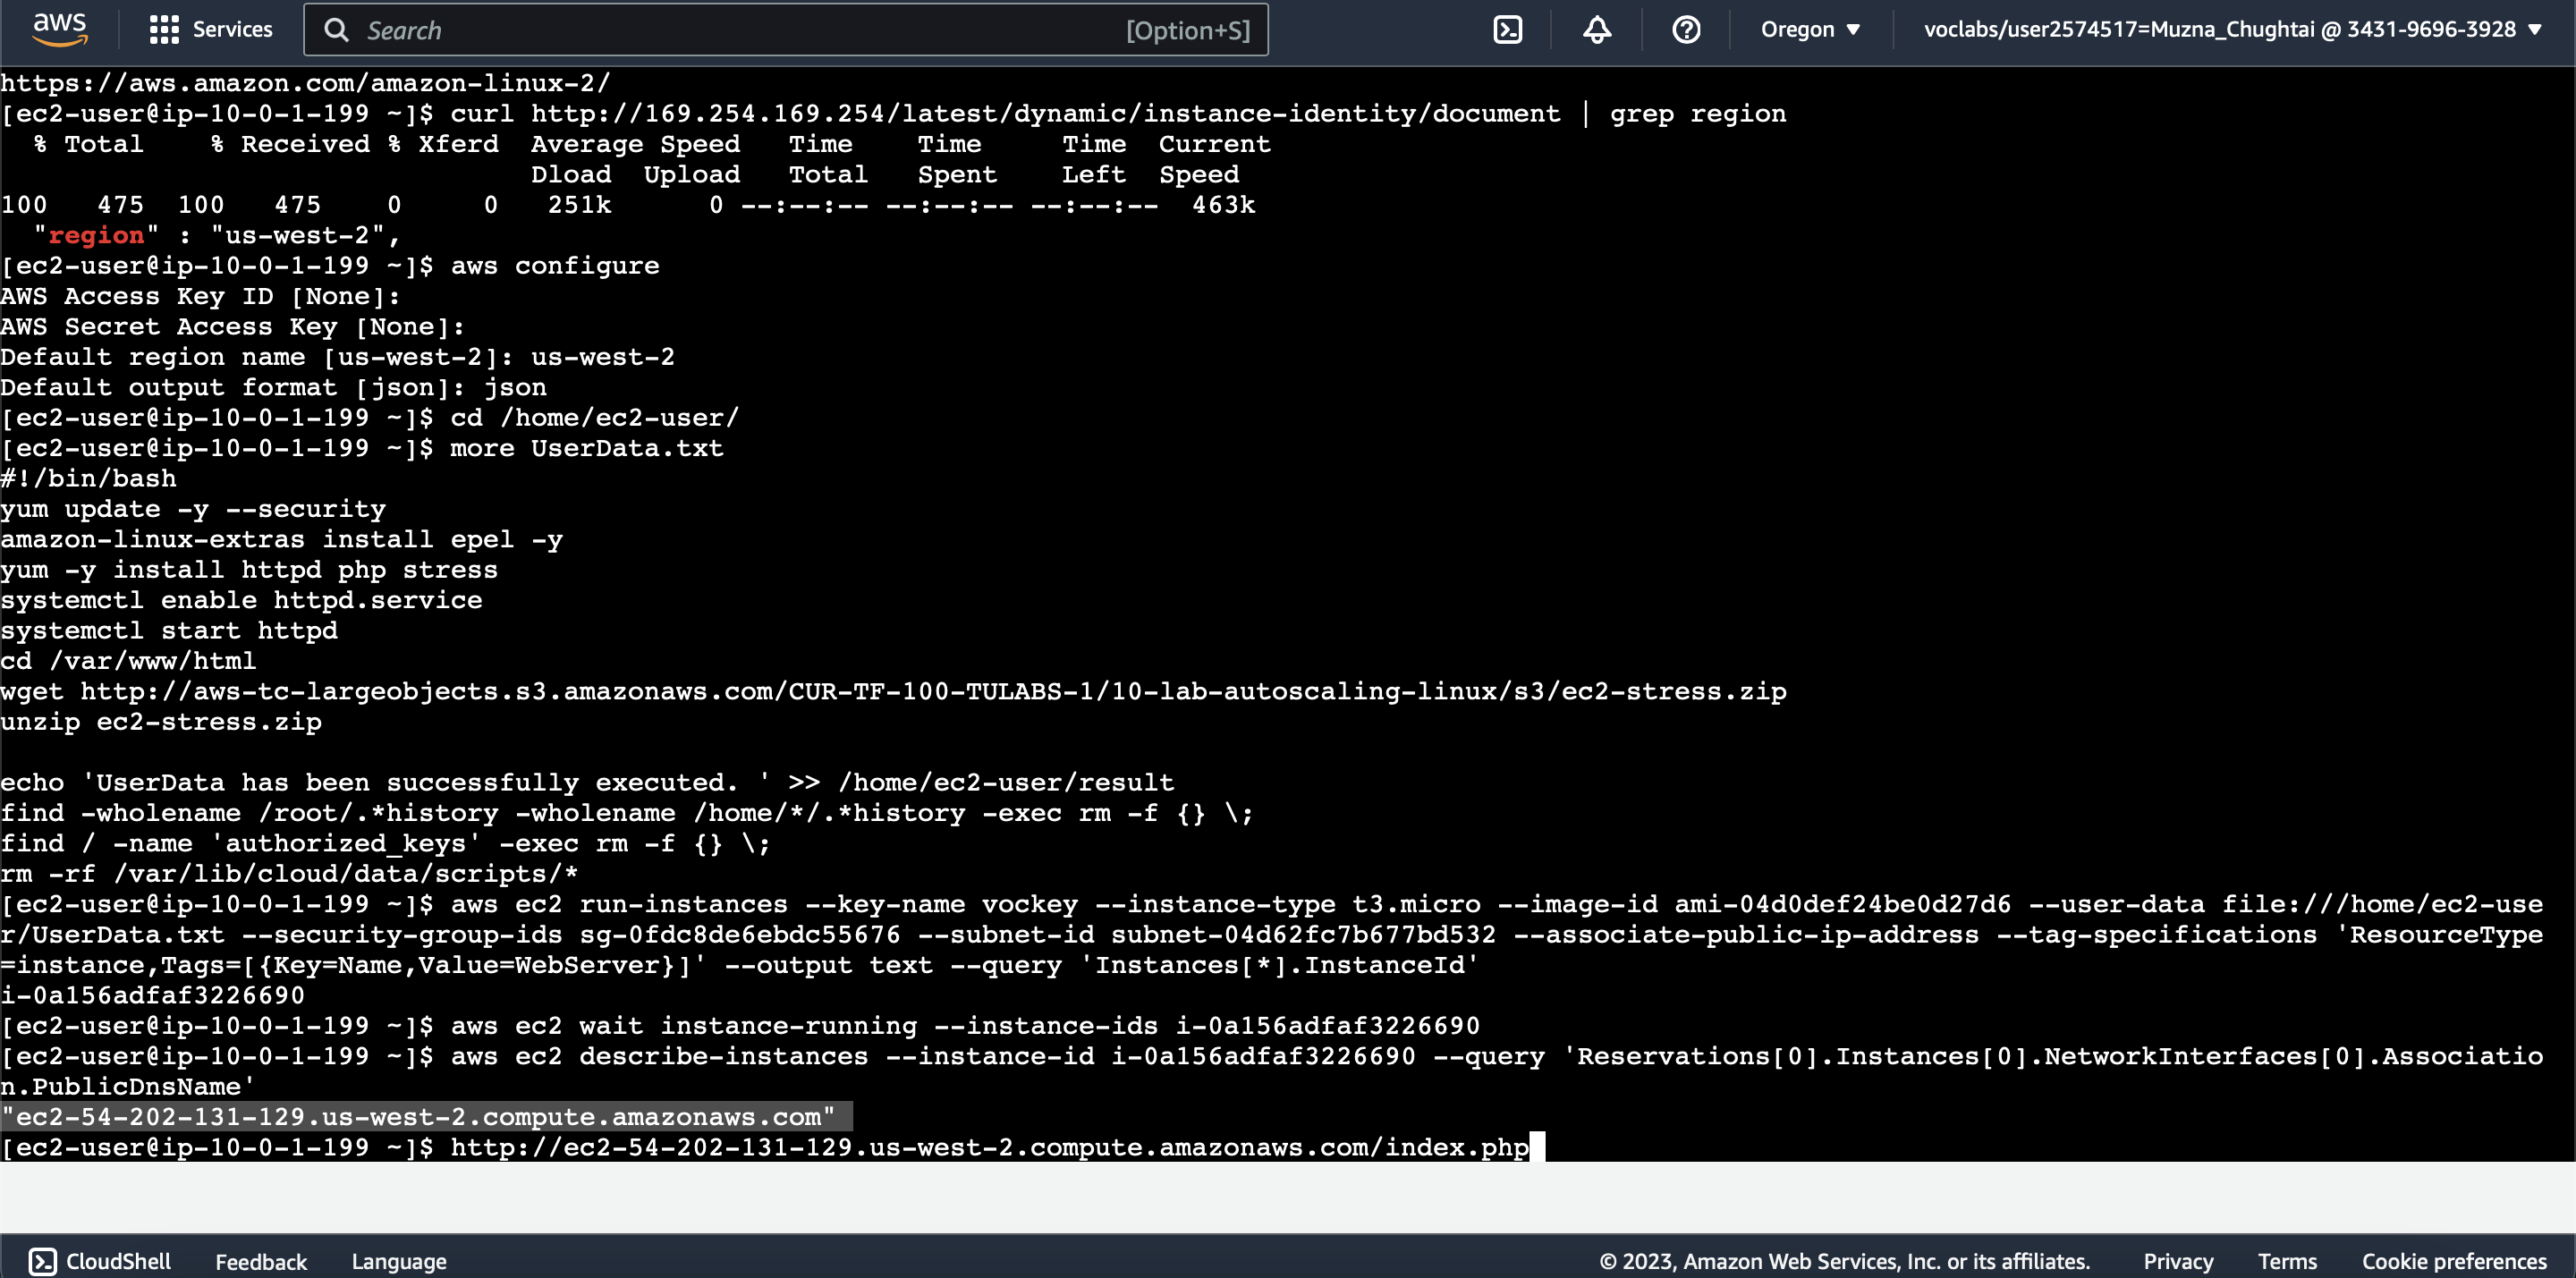 aws
Services
Search
[Option+S]
Oregon
voclabs/user2574517=Muzna_Chughtai @ 3431-9696-3928
https://aws.amazon.com/amazon-linux-2/
[ec2-user@ip-10-0-1-199 ~]$ curl http://169.254.169.254/latest/dynamic/instance-identity/document | grep region
% Total % Received % Xferd Average Speed Time Time Time Current
Dload Upload Total Spent Left Speed
100 475 100 475 0 0 251k 0 --:--:-- --:--:-- --:--:-- 463k
"region" : "us-west-2",
[ec2-user@ip-10-0-1-199 ~]$ aws configure
AWS Access Key ID [None]:
AWS Secret Access Key [None]:
Default region name [us-west-2]: us-west-2
Default output format [json]: json
[ec2-user@ip-10-0-1-199 ~]$ cd /home/ec2-user/
[ec2-user@ip-10-0-1-199 ~]$ more UserData.txt
#!/bin/bash
yum update -y --security
amazon-linux-extras install epel -y
yum -y install httpd php stress
systemctl enable httpd.service
systemctl start httpd
cd /var/www/html
wget http://aws-tc-largeobjects.s3.amazonaws.com/CUR-TF-100-TULABS-1/10-lab-autoscaling-linux/s3/ec2-stress.zip
unzip ec2-stress.zip
echo 'UserData has been successfully executed. ' >> /home/ec2-user/result
find -wholename /root/.*history -wholename /home/*/.*history -exec rm -f {} \;
find / -name 'authorized_keys' -exec rm -f {} \;
rm -rf /var/lib/cloud/data/scripts/*
[ec2-user@ip-10-0-1-199 ~]$ aws ec2 run-instances --key-name vockey --instance-type t3.micro --image-id ami-04d0def24be0d27d6 --user-data file:///home/ec2-use
r/UserData.txt --security-group-ids sg-0fdc8de6ebdc55676 --subnet-id subnet-04d62fc7b677bd532 --associate-public-ip-address --tag-specifications 'ResourceType
=instance,Tags=[{Key=Name,Value=WebServer}]' --output text --query 'Instances[*].InstanceId'
i-0a156adfaf3226690
[ec2-user@ip-10-0-1-199 ~]$ aws ec2 wait instance-running --instance-ids i-0a156adfaf3226690
[ec2-user@ip-10-0-1-199 ~]$ aws ec2 describe-instances --instance-id i-0a156adfaf3226690 --query 'Reservations[0].Instances[0].NetworkInterfaces[0].Associatio
n.PublicDnsName'
"ec2-54-202-131-129.us-west-2.compute.amazonaws.com"
[ec2-user@ip-10-0-1-199 ~]$ http://ec2-54-202-131-129.us-west-2.compute.amazonaws.com/index.php
CloudShell
Feedback
Language
© 2023, Amazon Web Services, Inc. or its affiliates.
Privacy
Terms
Cookie preferences